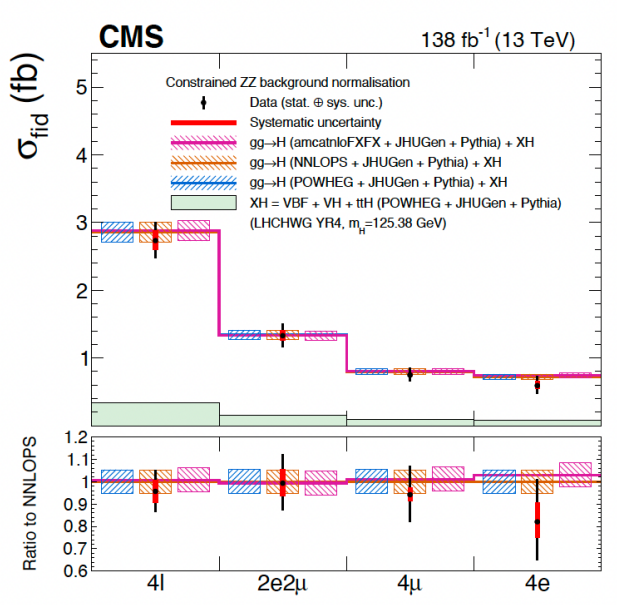 CMS 138 fb⁻¹ (13 TeV)
σfid (fb)
5
4
3
2
1
Constrained ZZ background normalisation
Data (stat. ⊕ sys. unc.)
Systematic uncertainty
gg→H (amcatnloFXFX + JHUGen + Pythia) + XH
gg→H (NNLOPS + JHUGen + Pythia) + XH
gg→H (POWHEG + JHUGen + Pythia) + XH
XH = VBF + VH + ttH (POWHEG + JHUGen + Pythia)
(LHCHWG YR4, mH=125.38 GeV)
Ratio to NNLOPS
1.2
1.1
1
0.9
0.8
0.7
0.6
4l 2e2μ 4μ 4e